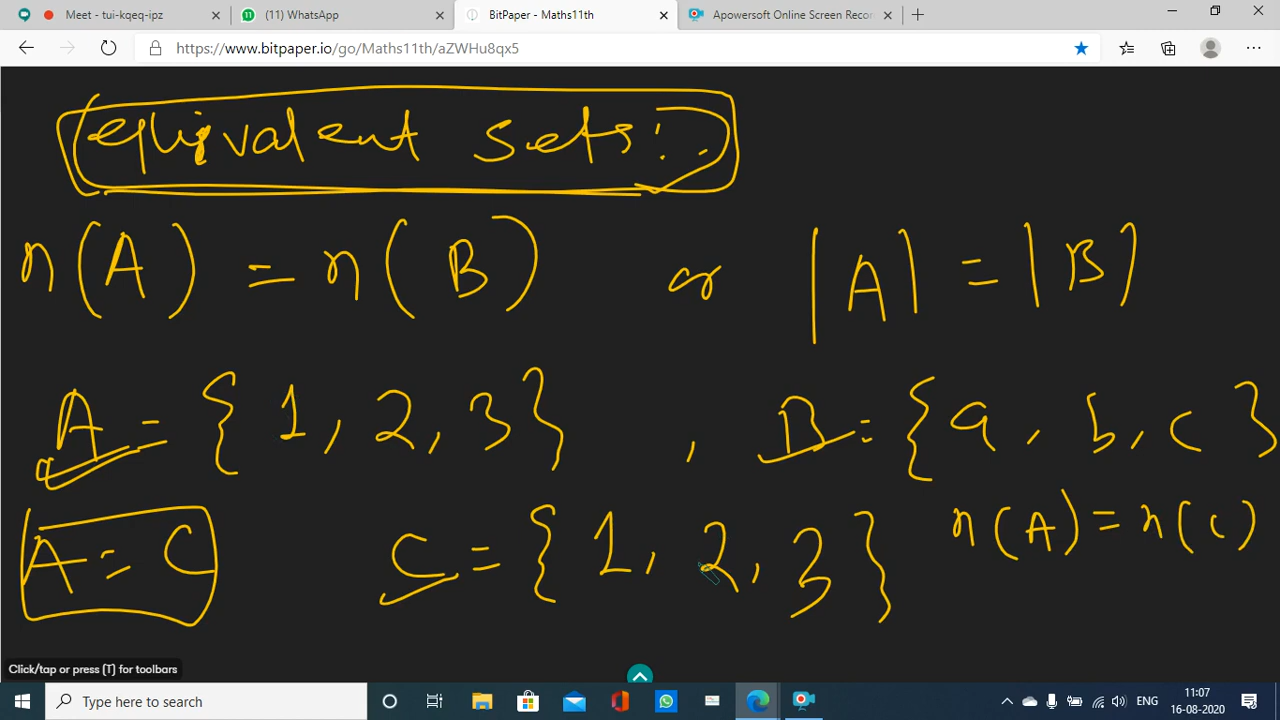 Meet - tui-kqeq-ipz
(11) WhatsApp
BitPaper - Maths11th
Apowersoft Online Screen Recor
https://www.bitpaper.io/go/Maths11th/aZWHu8qx5
equivalent sets:-
n(A) = n(B) or |A| = |B|
A = {1, 2, 3} , B = {a, b, c}
A = C C = {1, 2, 3} n(A) = n(C)
Click/tap or press [T] for toolbars
Type here to search
ENG
11:07
16-08-2020